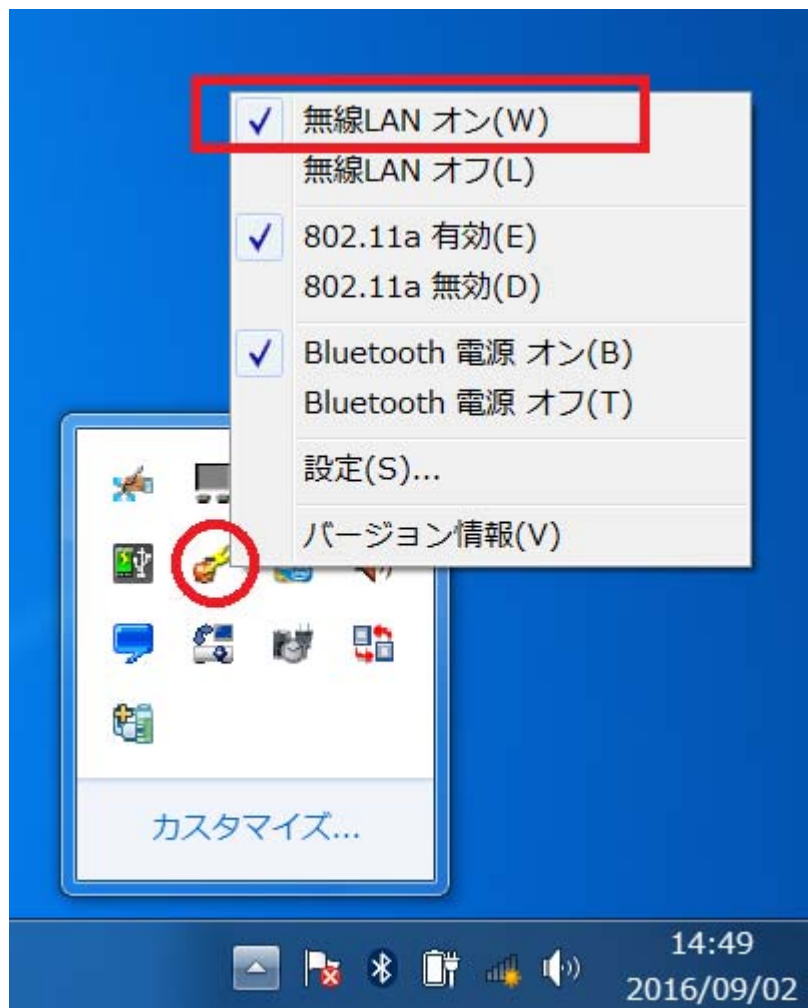 無線LAN オン(W)
無線LAN オフ(L)
802.11a 有効(E)
802.11a 無効(D)
Bluetooth 電源 オン(B)
Bluetooth 電源 オフ(T)
設定(S)...
バージョン情報(V)
カスタマイズ...
14:49
2016/09/02